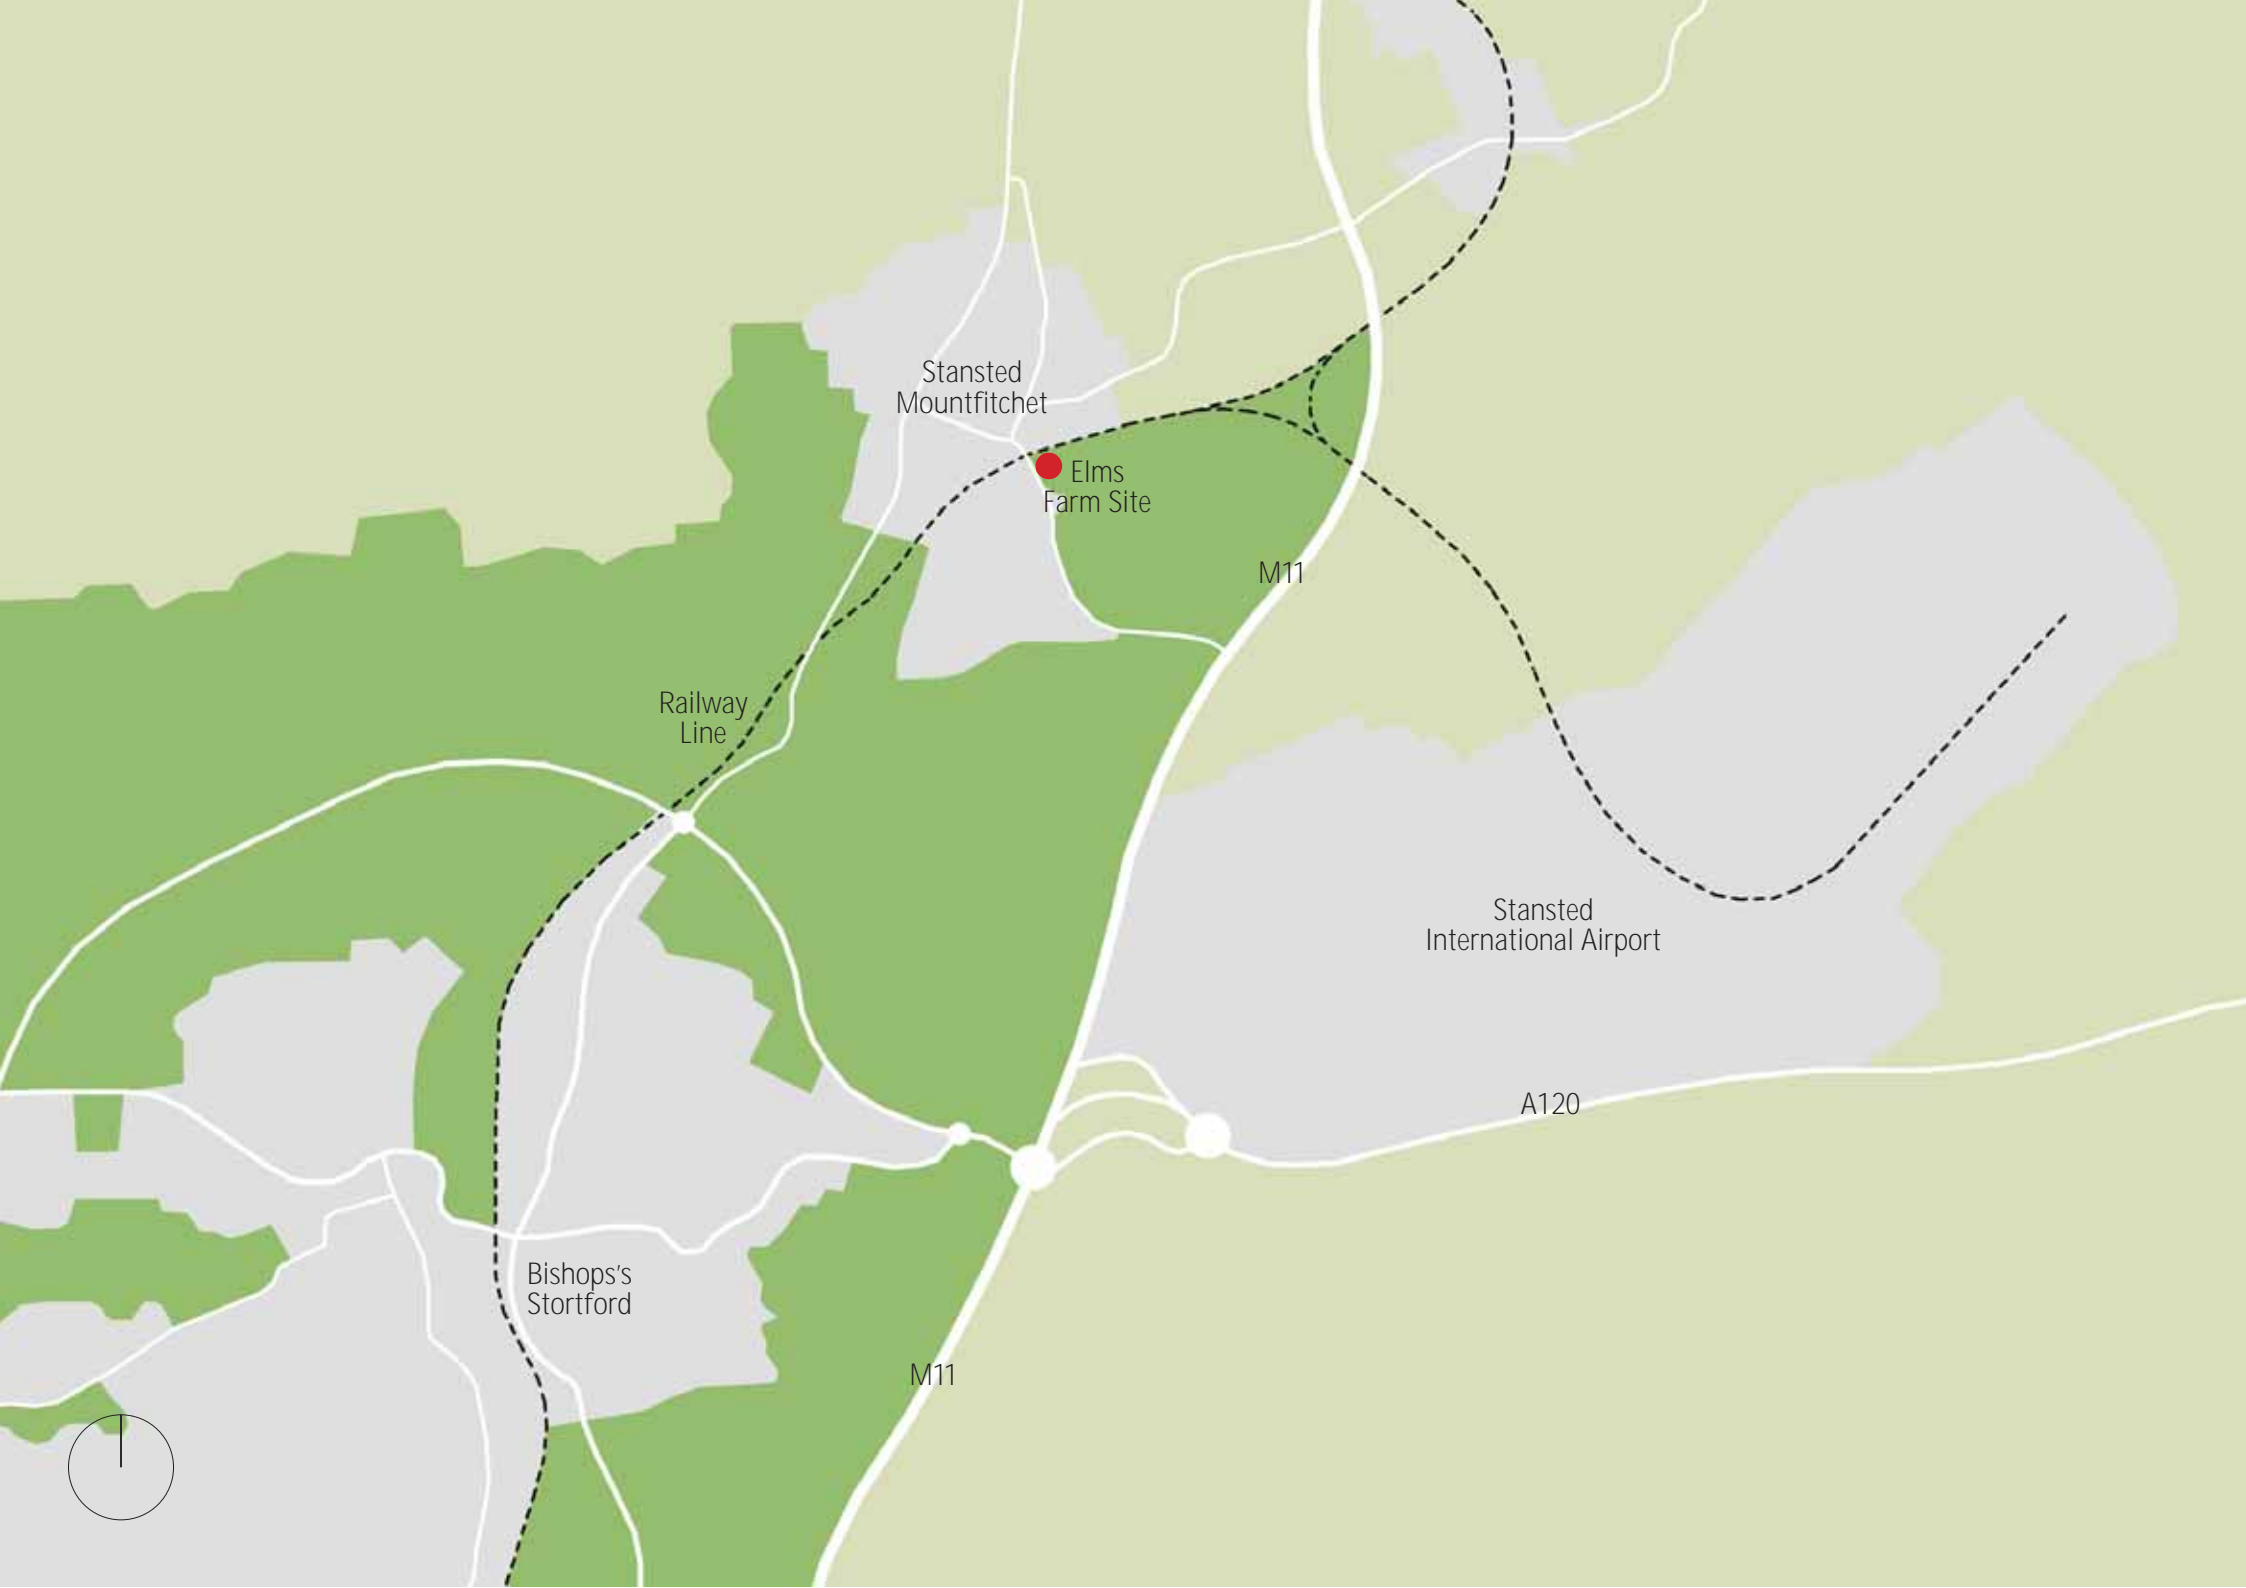 Stansted
Mountfitchet
Elms
Farm Site
M11
Railway
Line
Stansted
International Airport
A120
Bishops's
Stortford
M11